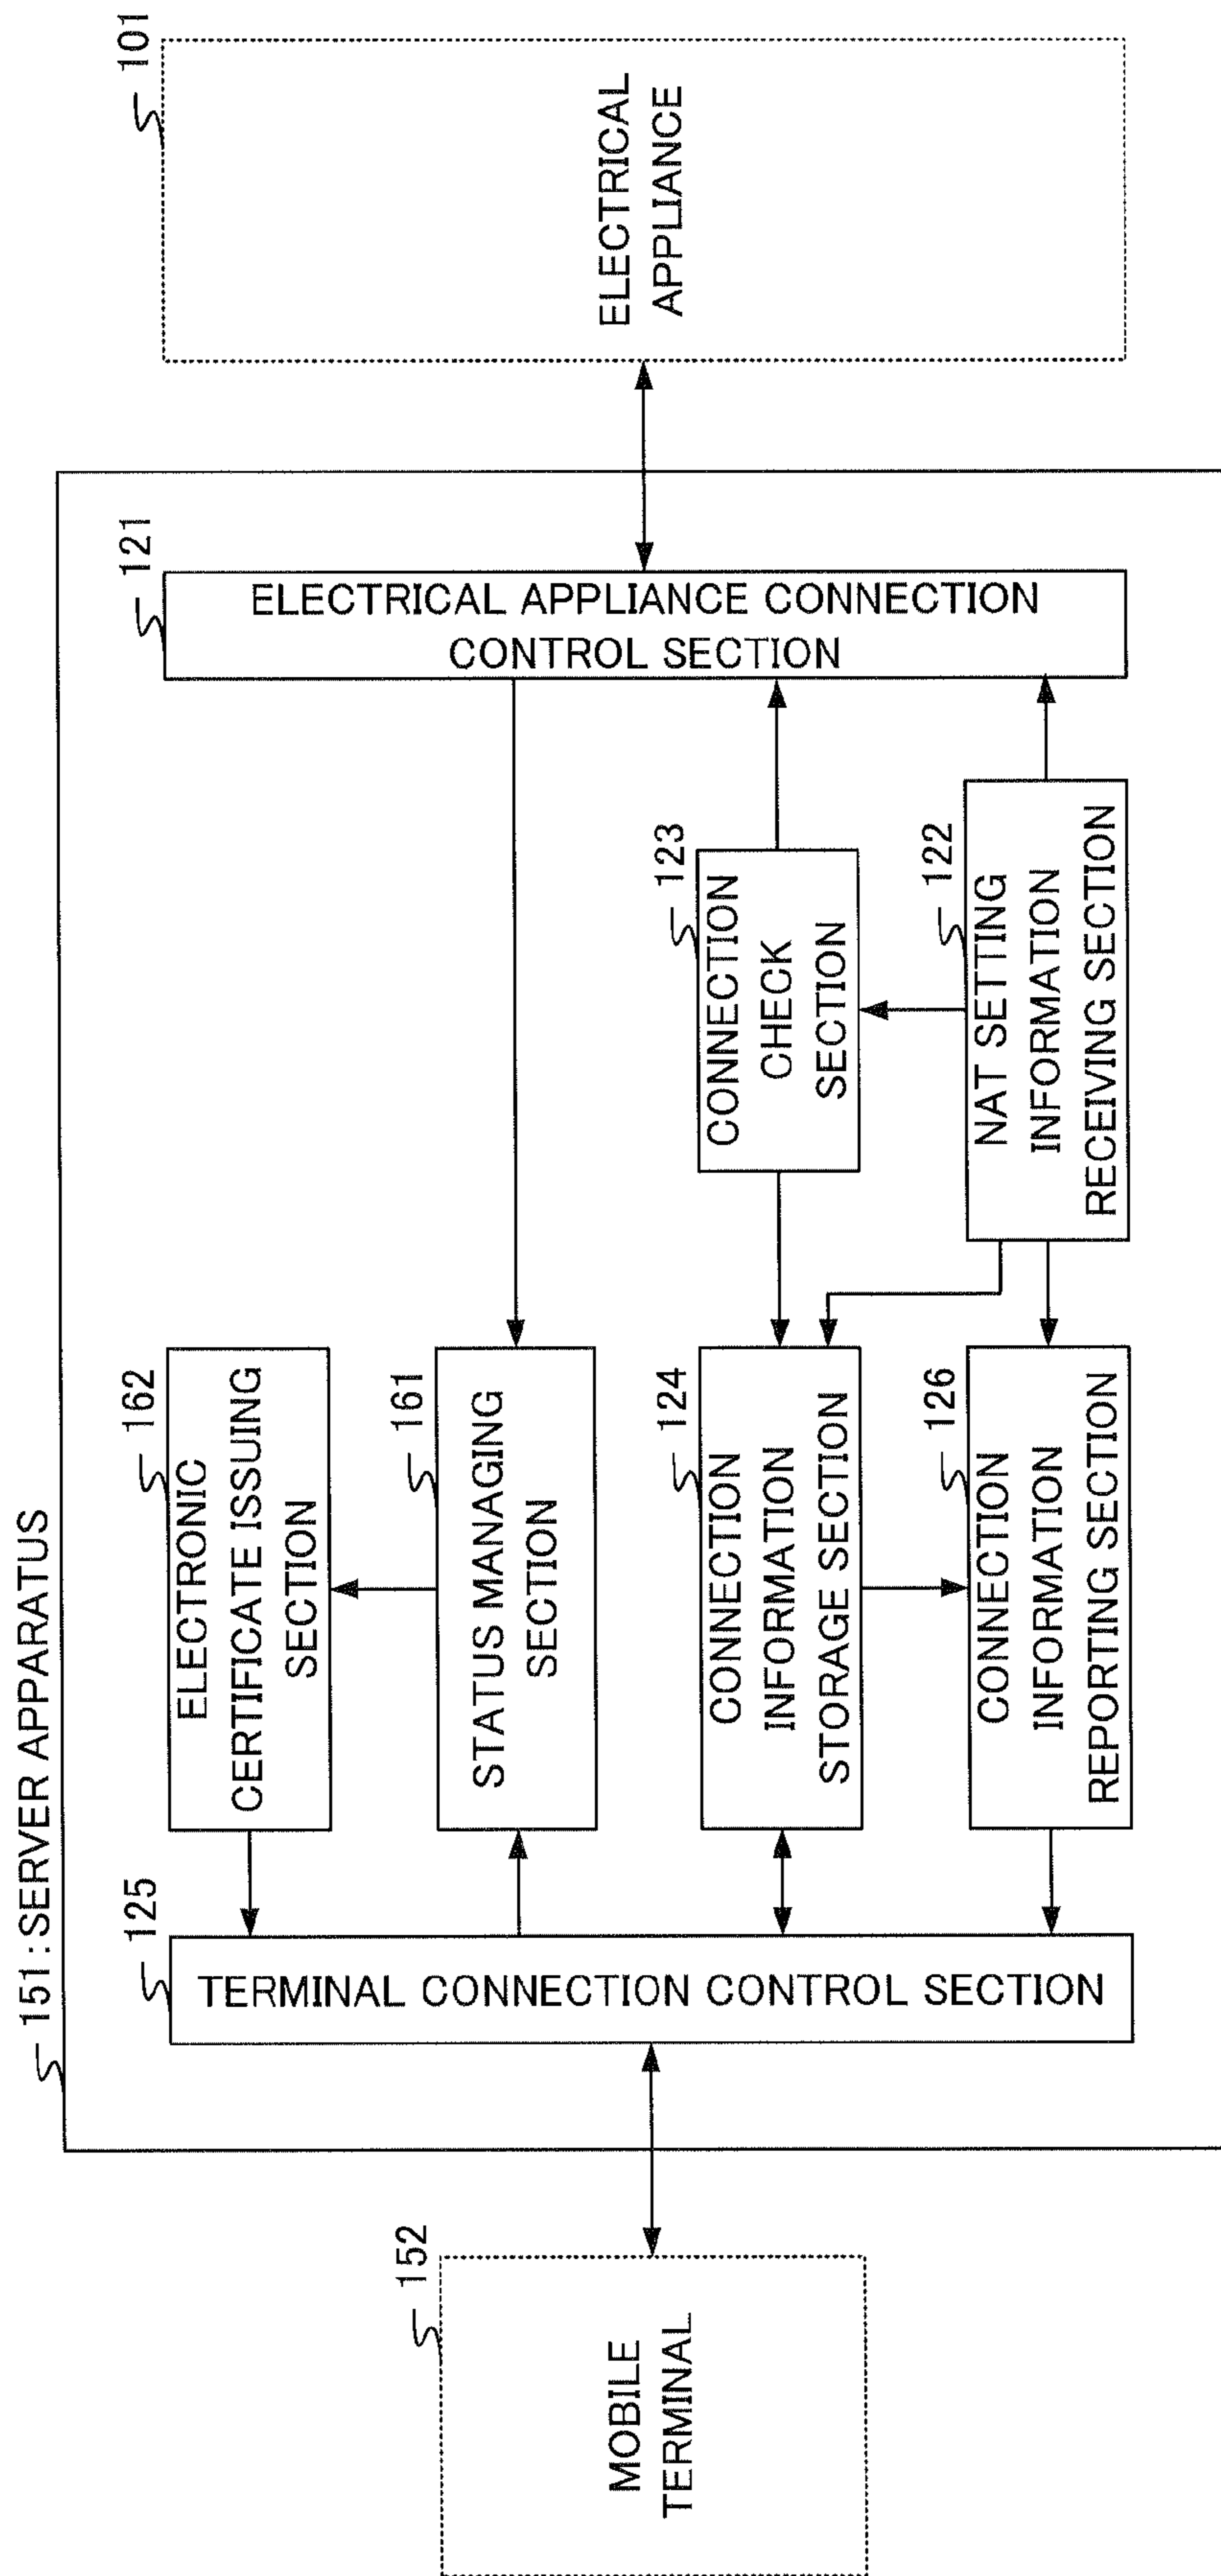 151:SERVER APPARATUS
152
MOBILE
TERMINAL
125
TERMINAL CONNECTION CONTROL SECTION
162
ELECTRONIC
CERTIFICATE ISSUING
SECTION
161
STATUS MANAGING
SECTION
124
CONNECTION
INFORMATION
STORAGE SECTION
126
CONNECTION
INFORMATION
REPORTING SECTION
123
CONNECTION
CHECK
SECTION
122
NAT SETTING
INFORMATION
RECEIVING SECTION
121
ELECTRICAL APPLIANCE CONNECTION
CONTROL SECTION
101
ELECTRICAL
APPLIANCE